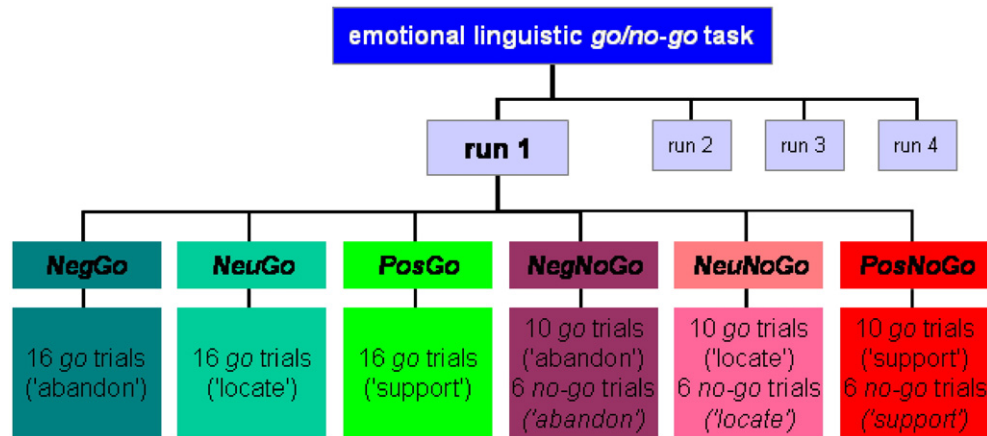 emotional linguistic go/no-go task
run 1
run 2
run 3
run 4
NegGo
NeuGo
PosGo
NegNoGo
NeuNoGo
PosNoGo
16 go trials
('abandon')
16 go trials
('locate')
16 go trials
('support')
10 go trials
('abandon')
6 no-go trials
('abandon')
10 go trials
('locate')
6 no-go trials
('locate')
10 go trials
('support')
6 no-go trials
('support')